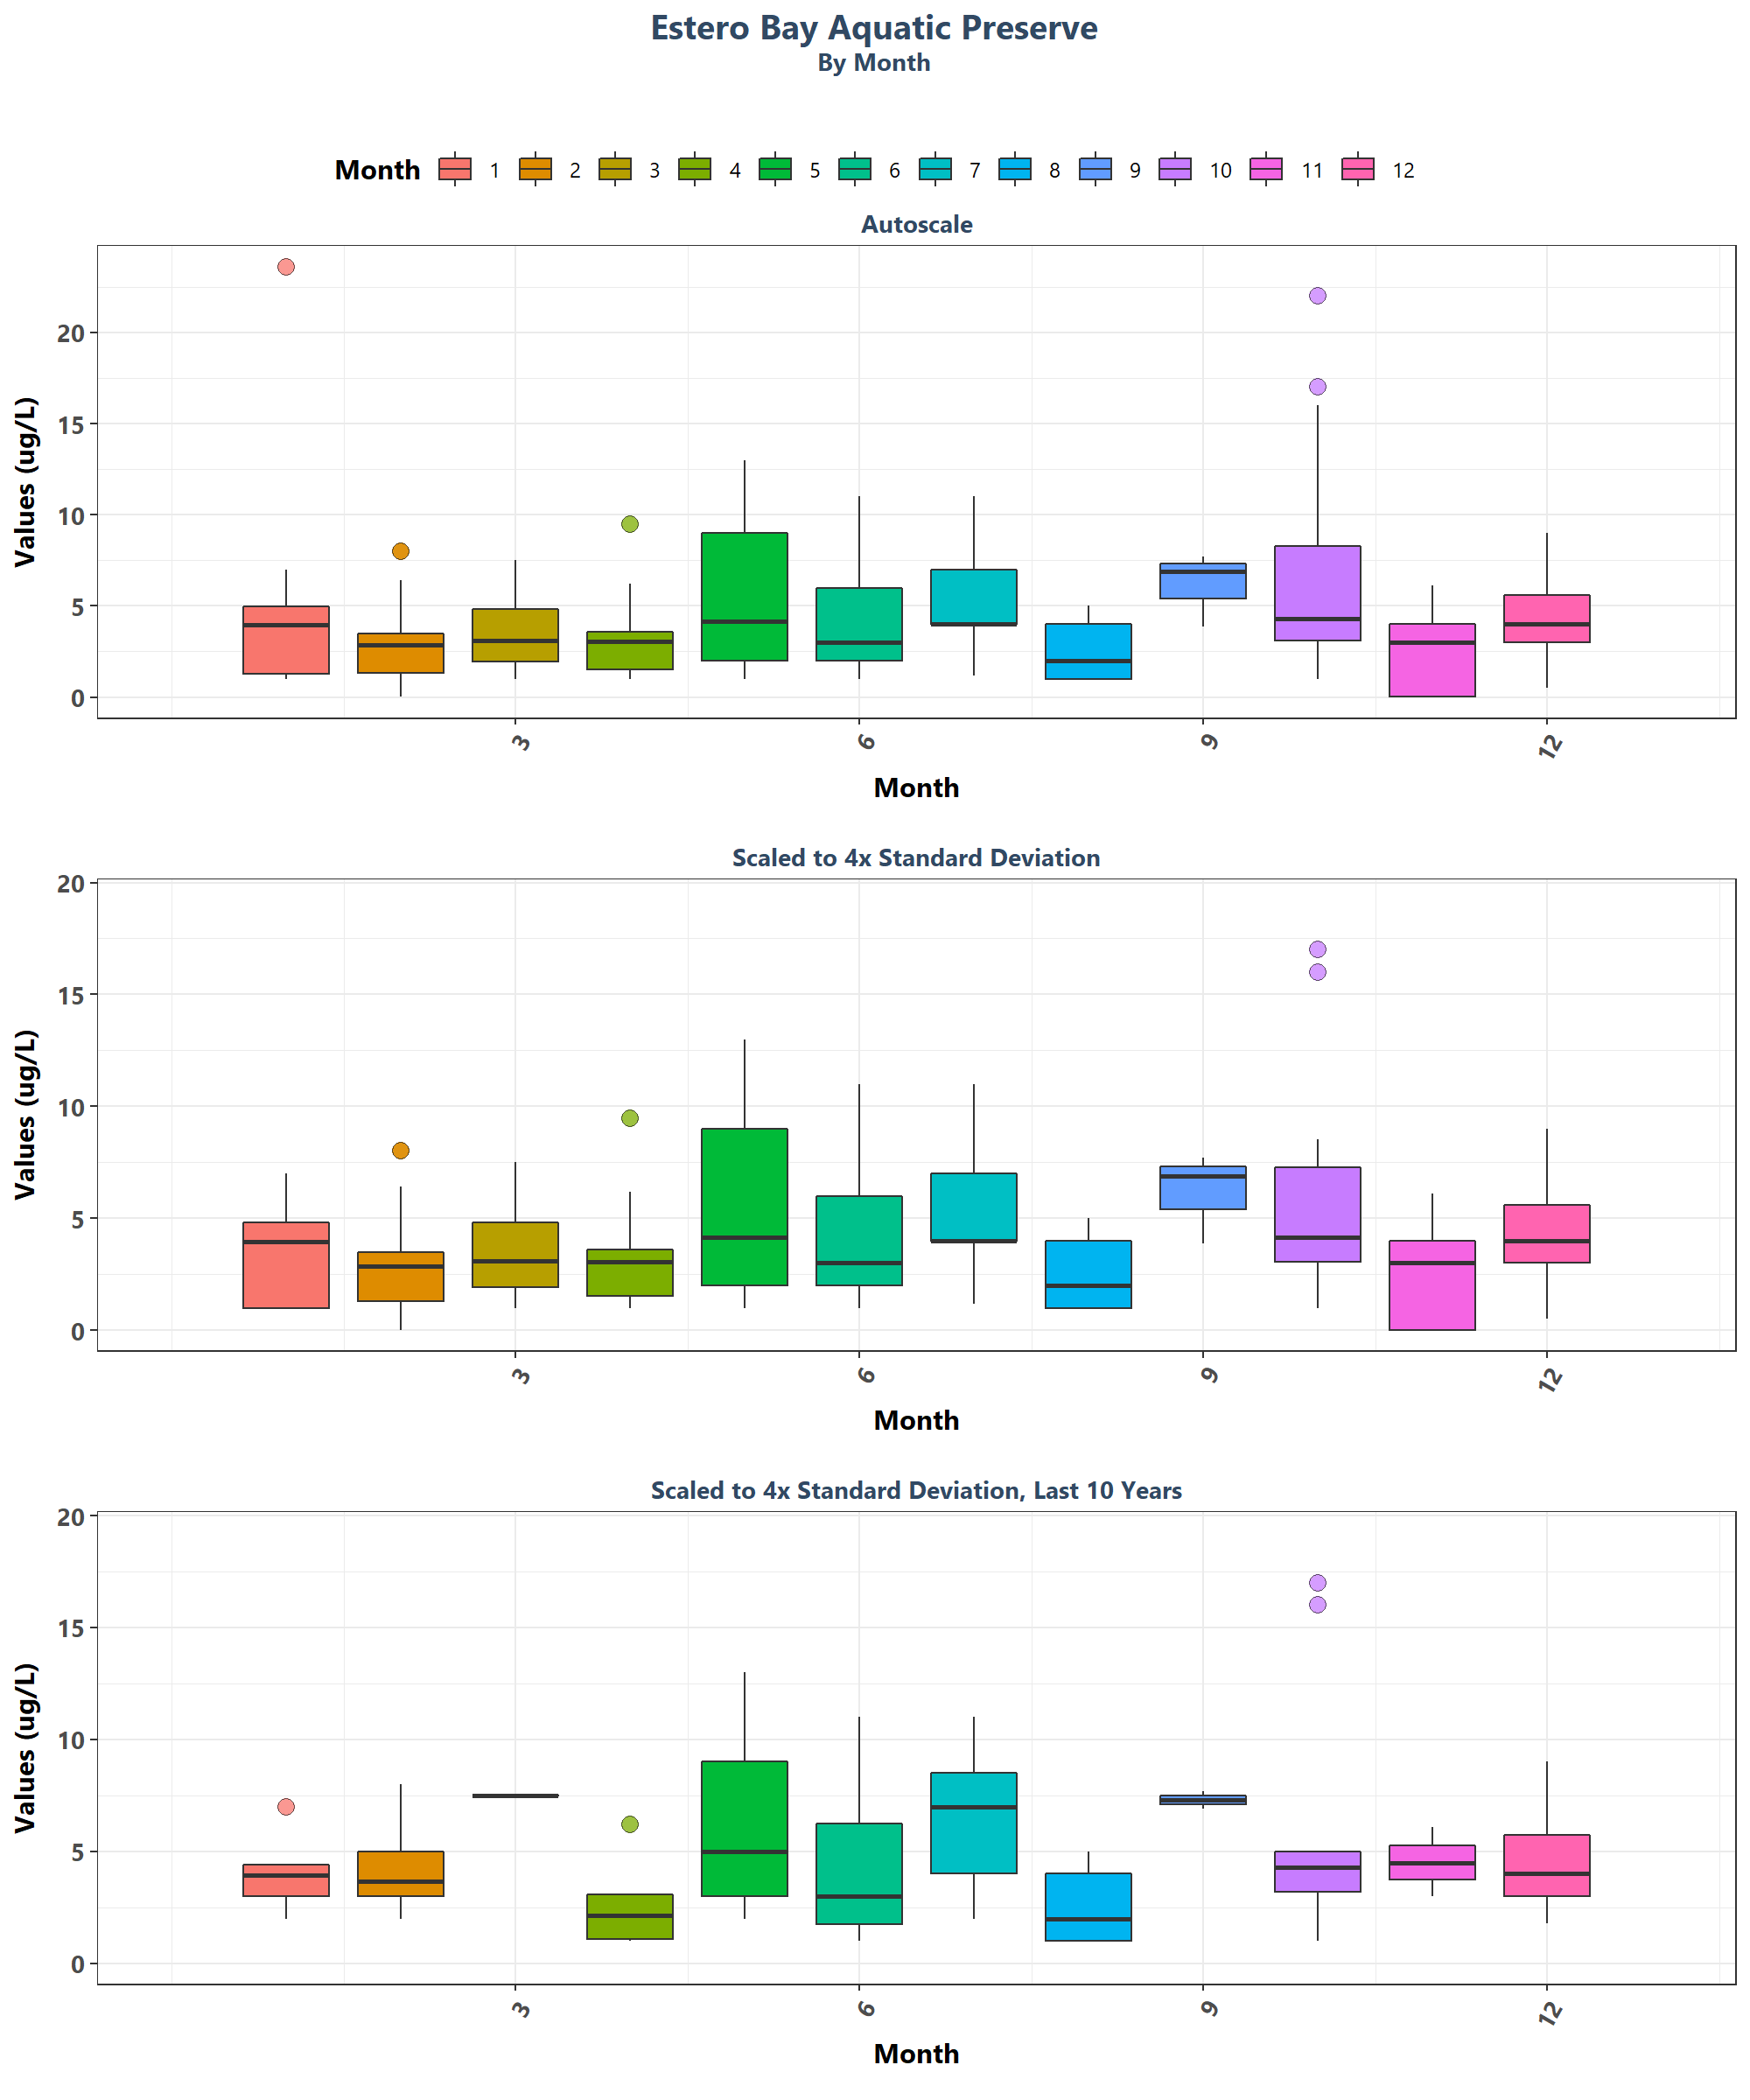 Estero Bay Aquatic Preserve
By Month
Month 1 2 3 4 5 6 7 8 9 10 11 12
Autoscale
Values (ug/L)
20
15
10
5
0
3 6 9 12
Month
Scaled to 4x Standard Deviation
Values (ug/L)
20
15
10
5
0
3 6 9 12
Month
Scaled to 4x Standard Deviation, Last 10 Years
Values (ug/L)
20
15
10
5
0
3 6 9 12
Month